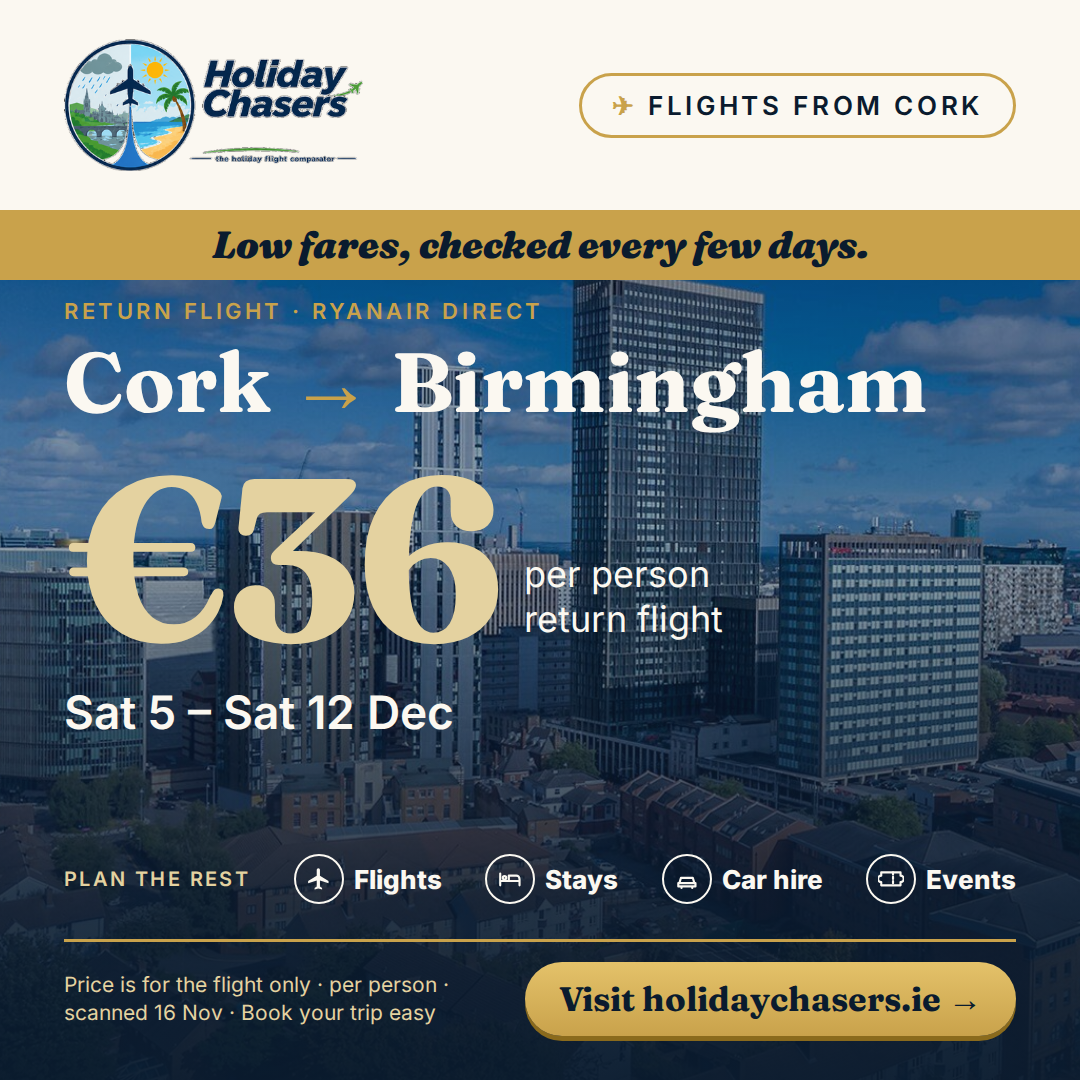 Holiday
Chasers
the holiday flight comparator
✈ FLIGHTS FROM CORK
Low fares, checked every few days.
RETURN FLIGHT · RYANAIR DIRECT
Cork → Birmingham
€36
per person
return flight
Sat 5 – Sat 12 Dec
PLAN THE REST
Flights
Stays
Car hire
Events
Price is for the flight only · per person ·
scanned 16 Nov · Book your trip easy
Visit holidaychasers.ie →